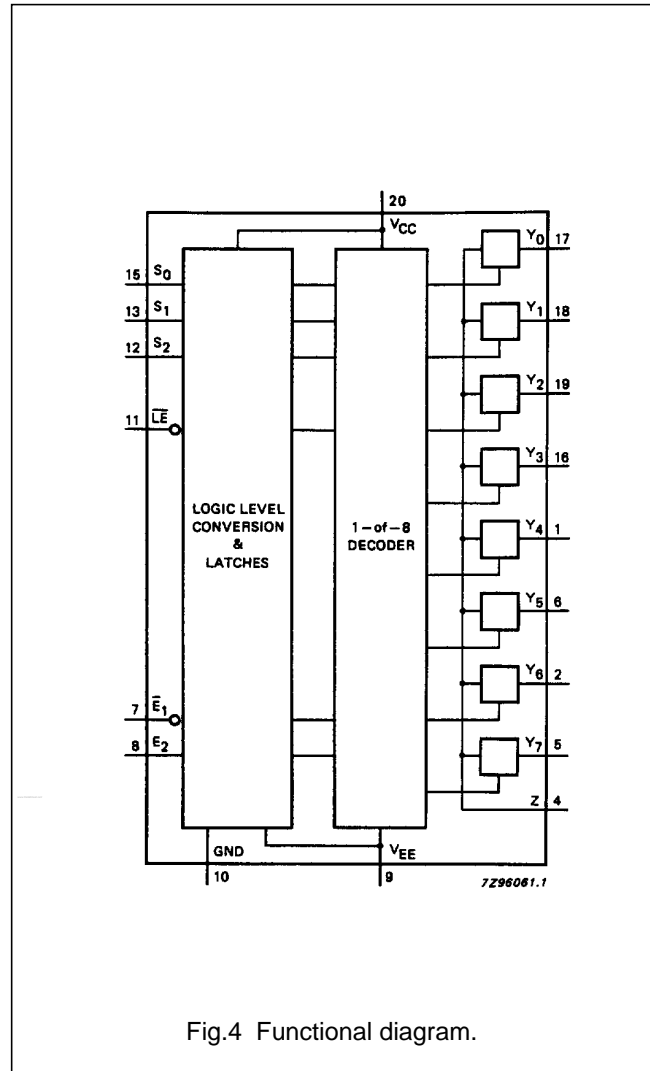 20
VCC
Y0 17
15 S0
13 S1
Y1 18
12 S2
Y2 19
11 LE
Y3 16
LOGIC LEVEL
CONVERSION
&
LATCHES
1-of-8
DECODER
Y4 1
Y5 6
Y6 2
7 E1
8 E2
Y7 5
Z 4
GND
VEE
10
9
7Z96061.1
Fig.4 Functional diagram.